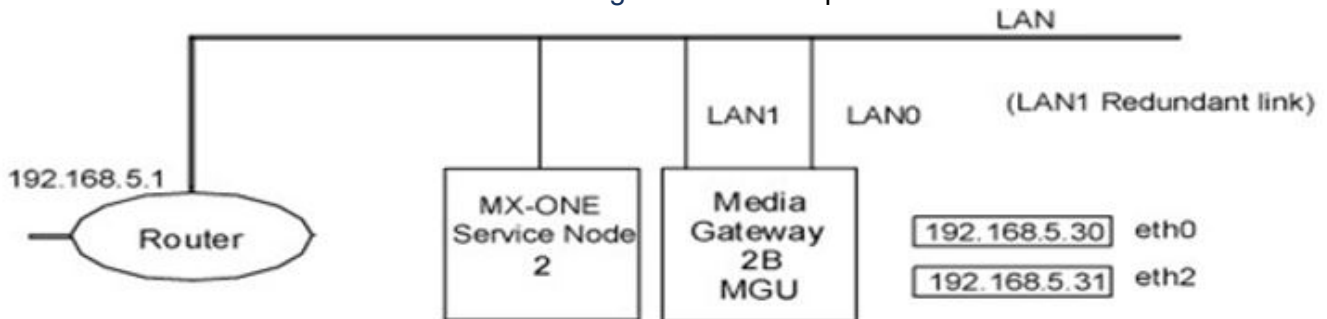 LAN
LAN1
LAN0
(LAN1 Redundant link)
192.168.5.1
Router
MX-ONE
Service Node
2
Media
Gateway
2B
MGU
192.168.5.30 eth0
192.168.5.31 eth2